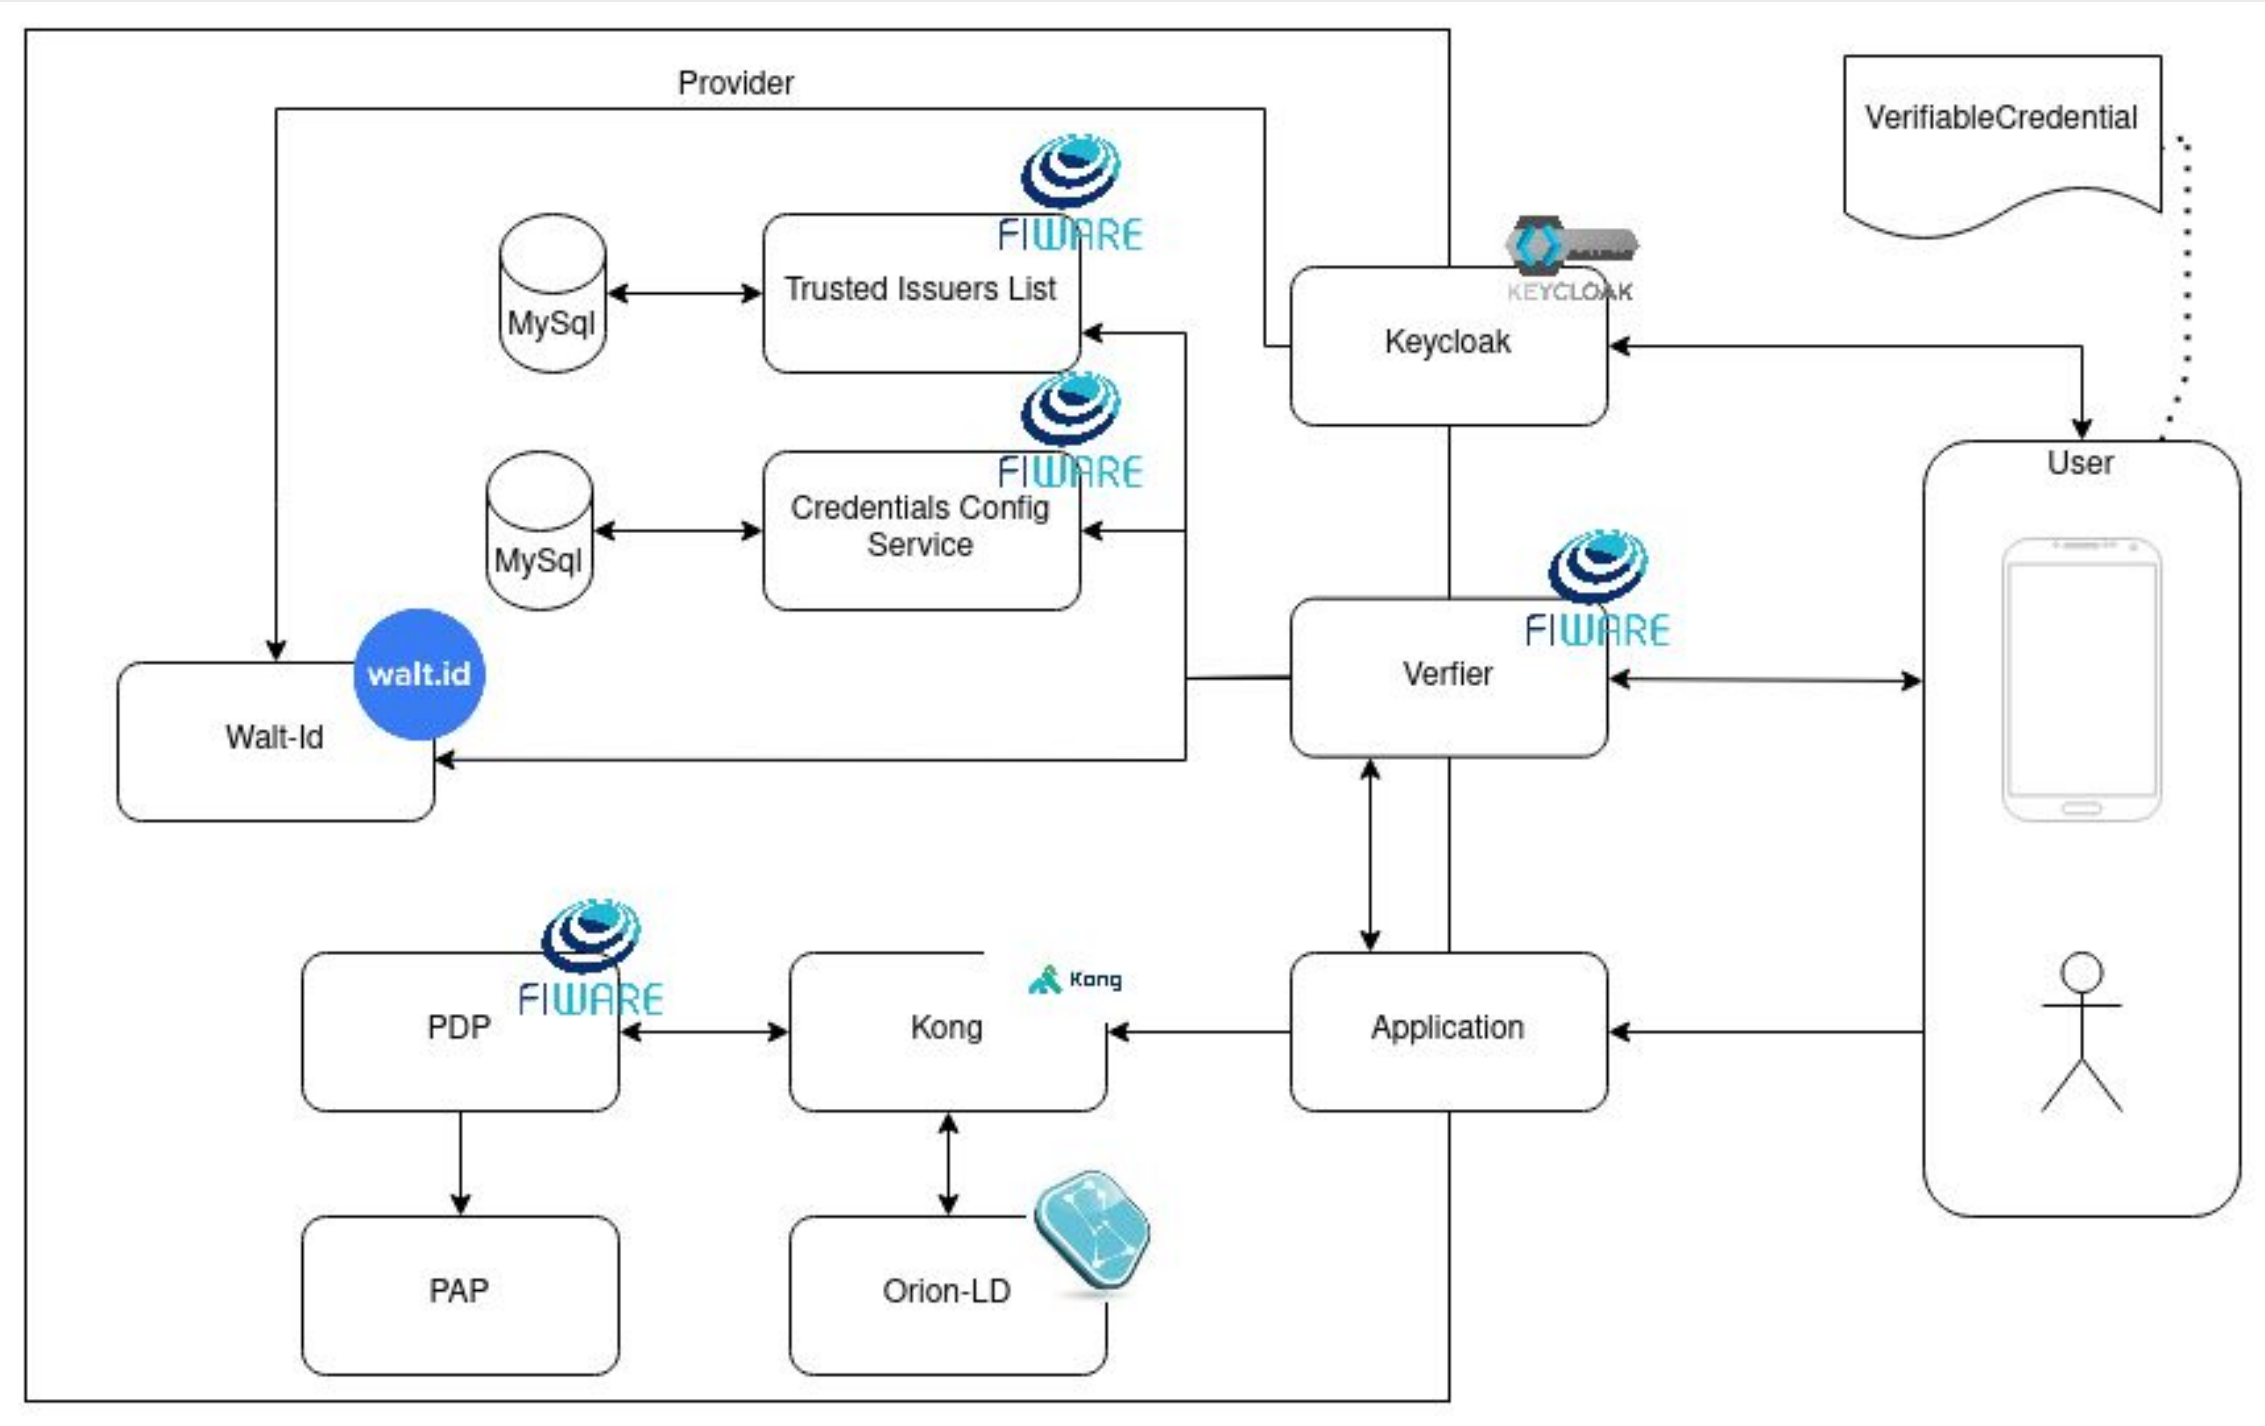 Provider
VerifiableCredential
FIWARE
MySql
Trusted Issuers List
KEYCLOAK
Keycloak
FIWARE
MySql
Credentials Config
Service
User
FIWARE
Verfier
walt.id
Walt-Id
FIWARE
PDP
Kong
Kong
Application
PAP
Orion-LD